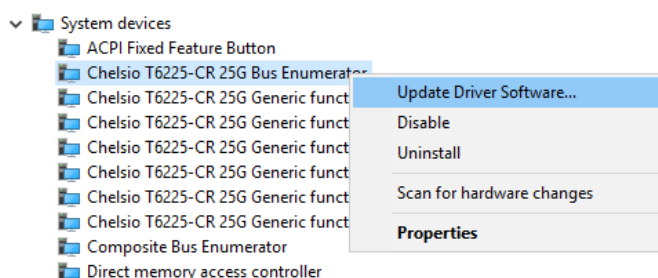 System devices
ACPI Fixed Feature Button
Chelsio T6225-CR 25G Bus Enumerator
Update Driver Software...
Chelsio T6225-CR 25G Generic funct
Disable
Chelsio T6225-CR 25G Generic funct
Chelsio T6225-CR 25G Generic funct
Uninstall
Chelsio T6225-CR 25G Generic funct
Scan for hardware changes
Chelsio T6225-CR 25G Generic funct
Chelsio T6225-CR 25G Generic funct
Properties
Composite Bus Enumerator
Direct memory access controller